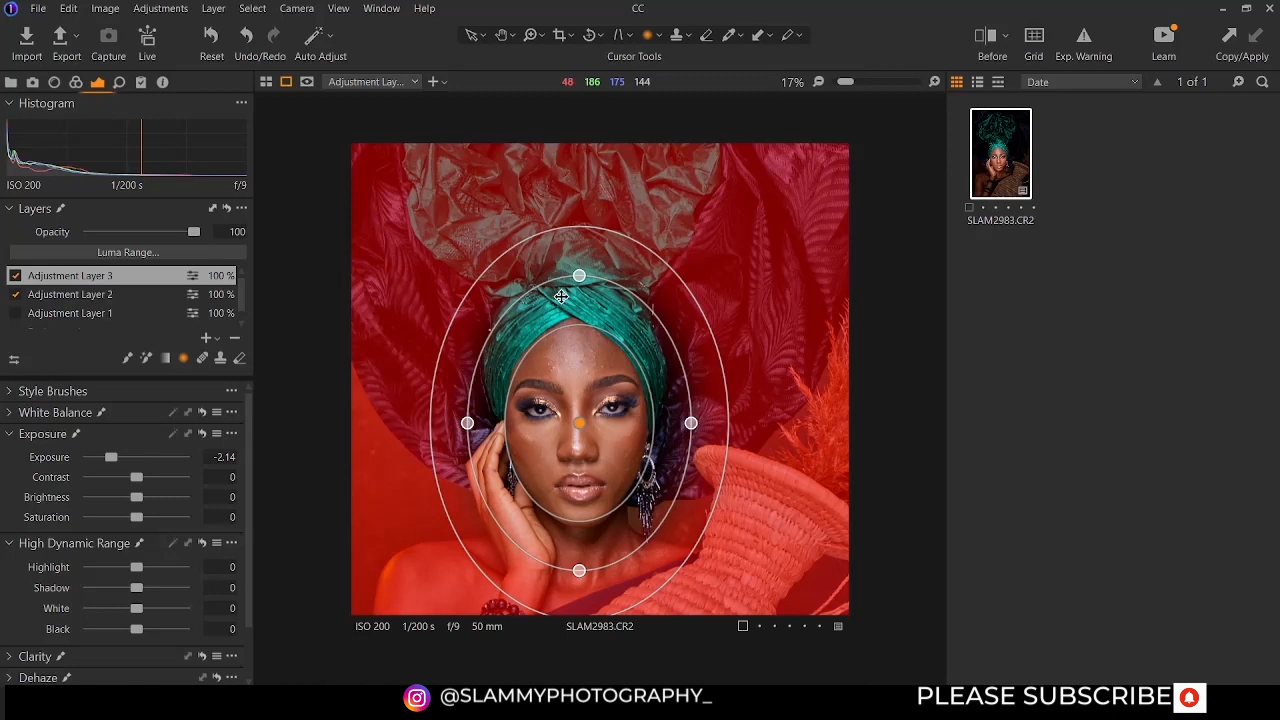 File Edit Image Adjustments Layer Select Camera View Window Help
CC
Import Export Capture Live Reset Undo/Redo Auto Adjust
Cursor Tools
Before Grid Exp. Warning Learn Copy/Apply
Adjustment Lay...
48 186 175 144
17%
Date
1 of 1
Histogram
ISO 200 1/200 s f/9
Layers
Opacity 100
Luma Range...
Adjustment Layer 3 100 %
Adjustment Layer 2 100 %
Adjustment Layer 1 100 %
Style Brushes
White Balance
Exposure
Exposure -2.14
Contrast 0
Brightness 0
Saturation 0
High Dynamic Range
Highlight 0
Shadow 0
White 0
Black 0
Clarity
Dehaze
ISO 200 1/200 s f/9 50 mm SLAM2983.CR2
SLAM2983.CR2
@SLAMMYPHOTOGRAPHY_
PLEASE SUBSCRIBE